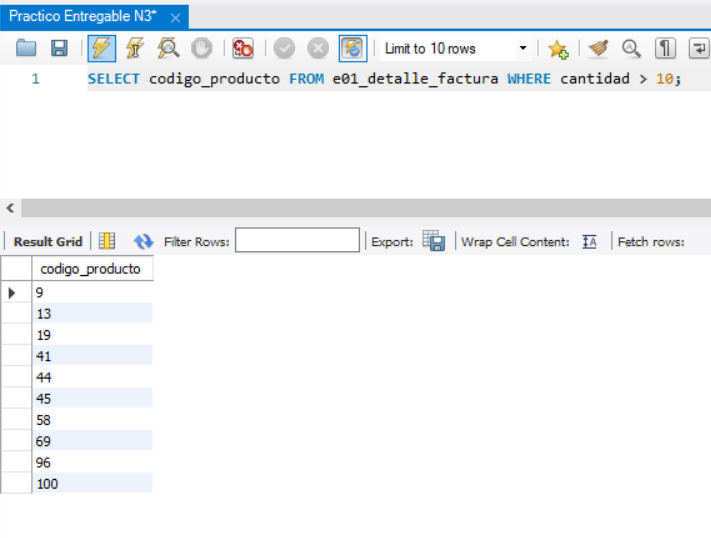 Practico Entregable N3*
Limit to 10 rows
1 SELECT codigo_producto FROM e01_detalle_factura WHERE cantidad > 10;
Result Grid Filter Rows: Export: Wrap Cell Content: Fetch rows:
codigo_producto
9
13
19
41
44
45
58
69
96
100